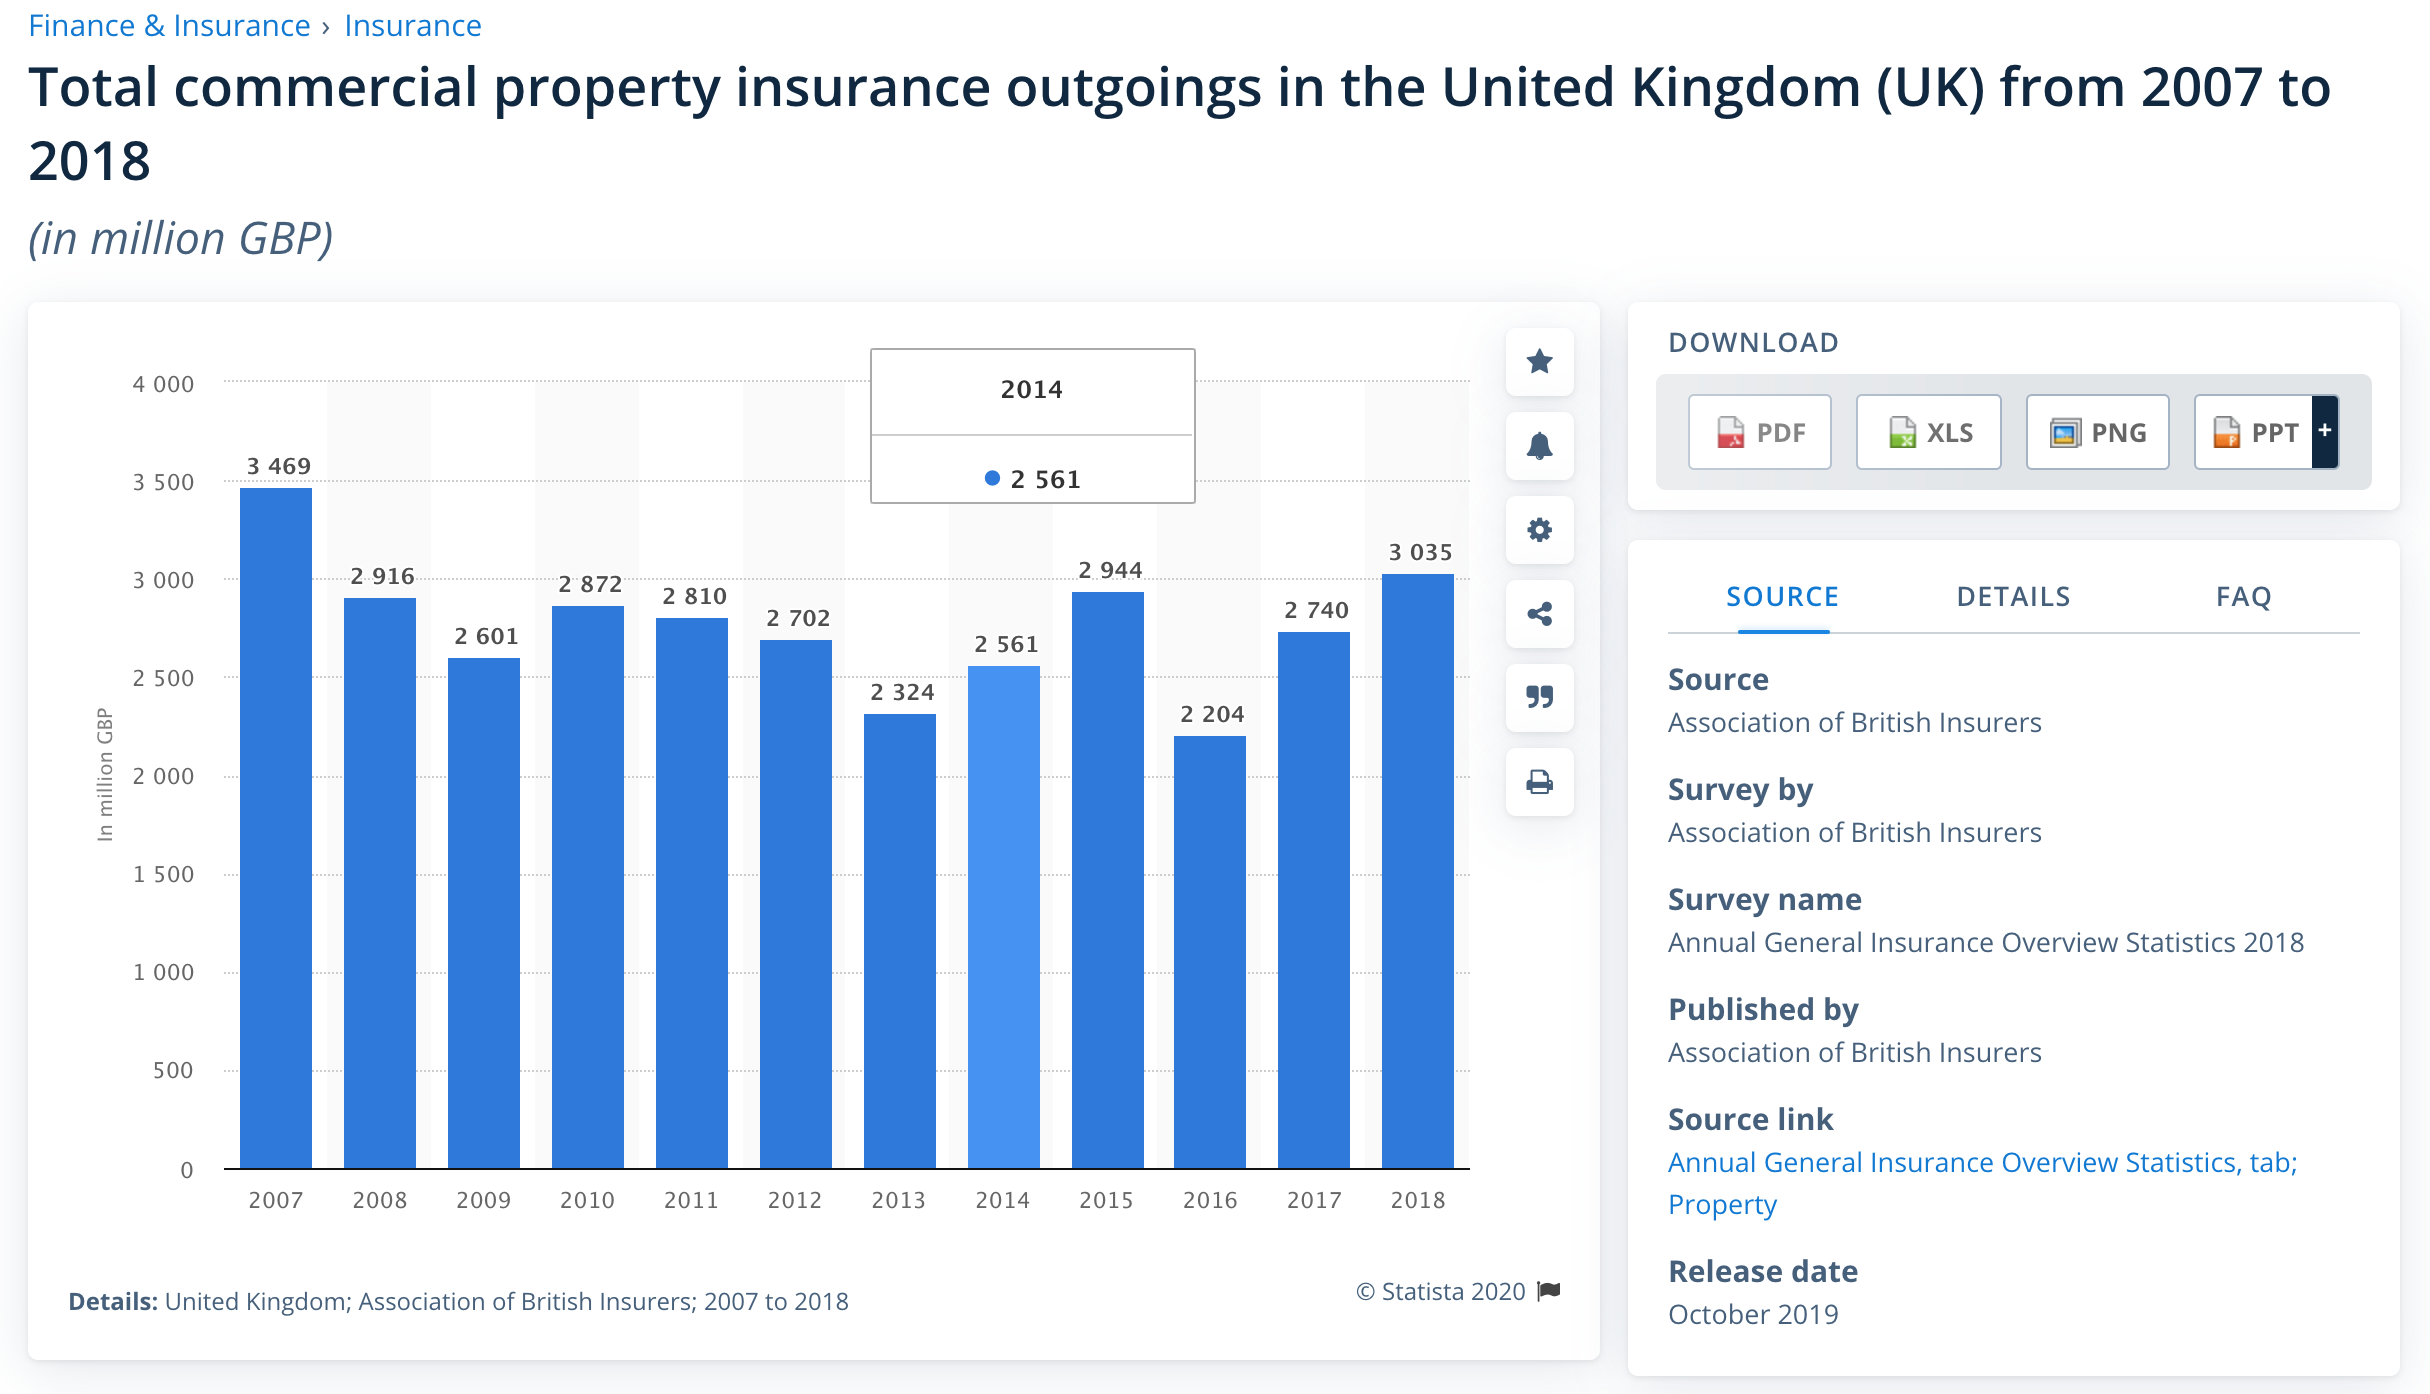 Finance & Insurance › Insurance
Total commercial property insurance outgoings in the United Kingdom (UK) from 2007 to
2018
(in million GBP)
2014
2 561
4 000
3 500
3 000
2 500
2 000
1 500
1 000
500
0
In million GBP
3 469
2 916
2 601
2 872
2 810
2 702
2 324
2 561
2 944
2 204
2 740
3 035
2007 2008 2009 2010 2011 2012 2013 2014 2015 2016 2017 2018
Details: United Kingdom; Association of British Insurers; 2007 to 2018
© Statista 2020
DOWNLOAD
PDF XLS PNG PPT +
SOURCE DETAILS FAQ
Source
Association of British Insurers
Survey by
Association of British Insurers
Survey name
Annual General Insurance Overview Statistics 2018
Published by
Association of British Insurers
Source link
Annual General Insurance Overview Statistics, tab;
Property
Release date
October 2019